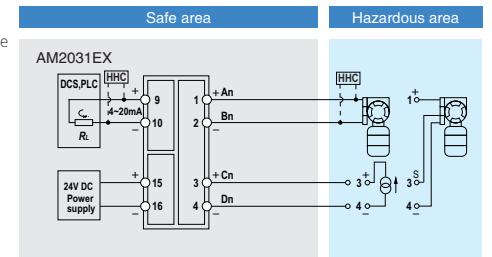 Safe area
Hazardous area
e
AM2031EX
DCS,PLC
HHC
HHC
+
9
1
+ An
1 +
4~20mA
10
2
Bn
RL
−
−
24V DC
Power
supply
+
15
3
+ Cn
3 +
3 S
−
16
4
Dn
−
4 −
4 −